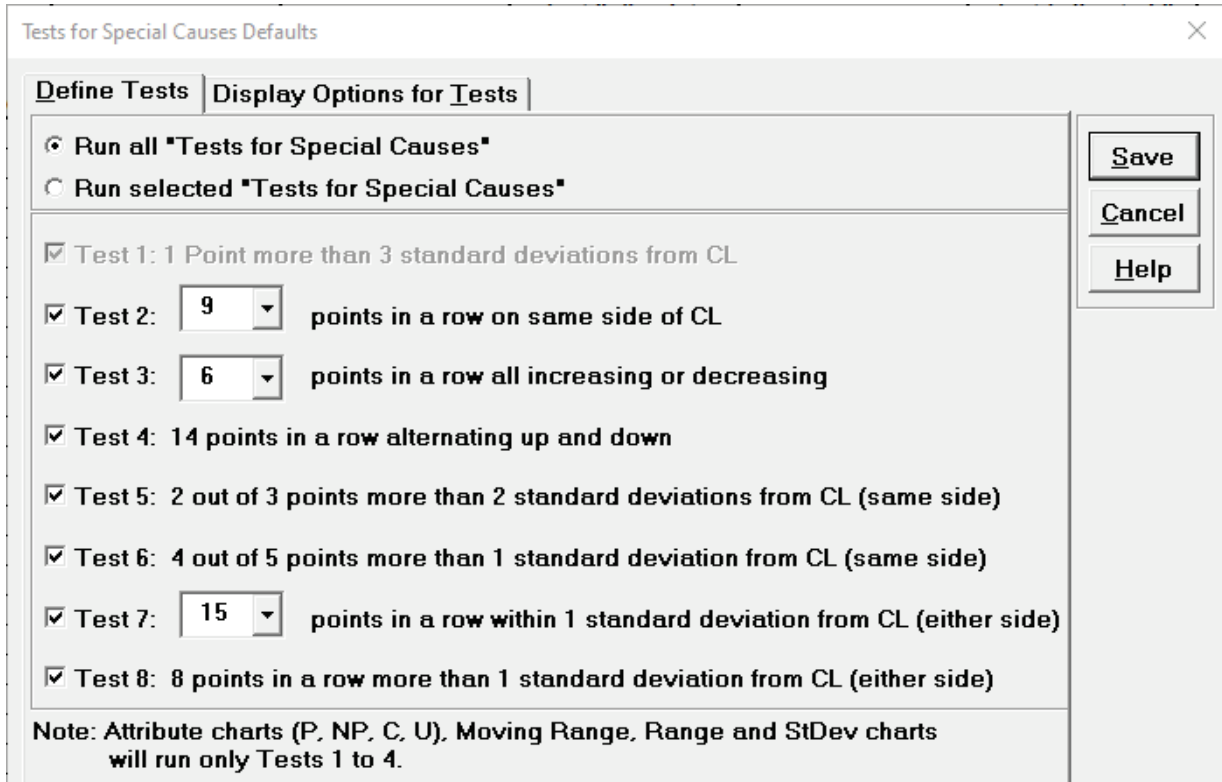 Tests for Special Causes Defaults
Define Tests
Display Options for Tests
Run all "Tests for Special Causes"
Run selected "Tests for Special Causes"
Save
Cancel
Help
Test 1: 1 Point more than 3 standard deviations from CL
Test 2: 9 points in a row on same side of CL
Test 3: 6 points in a row all increasing or decreasing
Test 4: 14 points in a row alternating up and down
Test 5: 2 out of 3 points more than 2 standard deviations from CL (same side)
Test 6: 4 out of 5 points more than 1 standard deviation from CL (same side)
Test 7: 15 points in a row within 1 standard deviation from CL (either side)
Test 8: 8 points in a row more than 1 standard deviation from CL (either side)
Note: Attribute charts (P, NP, C, U), Moving Range, Range and StDev charts
will run only Tests 1 to 4.